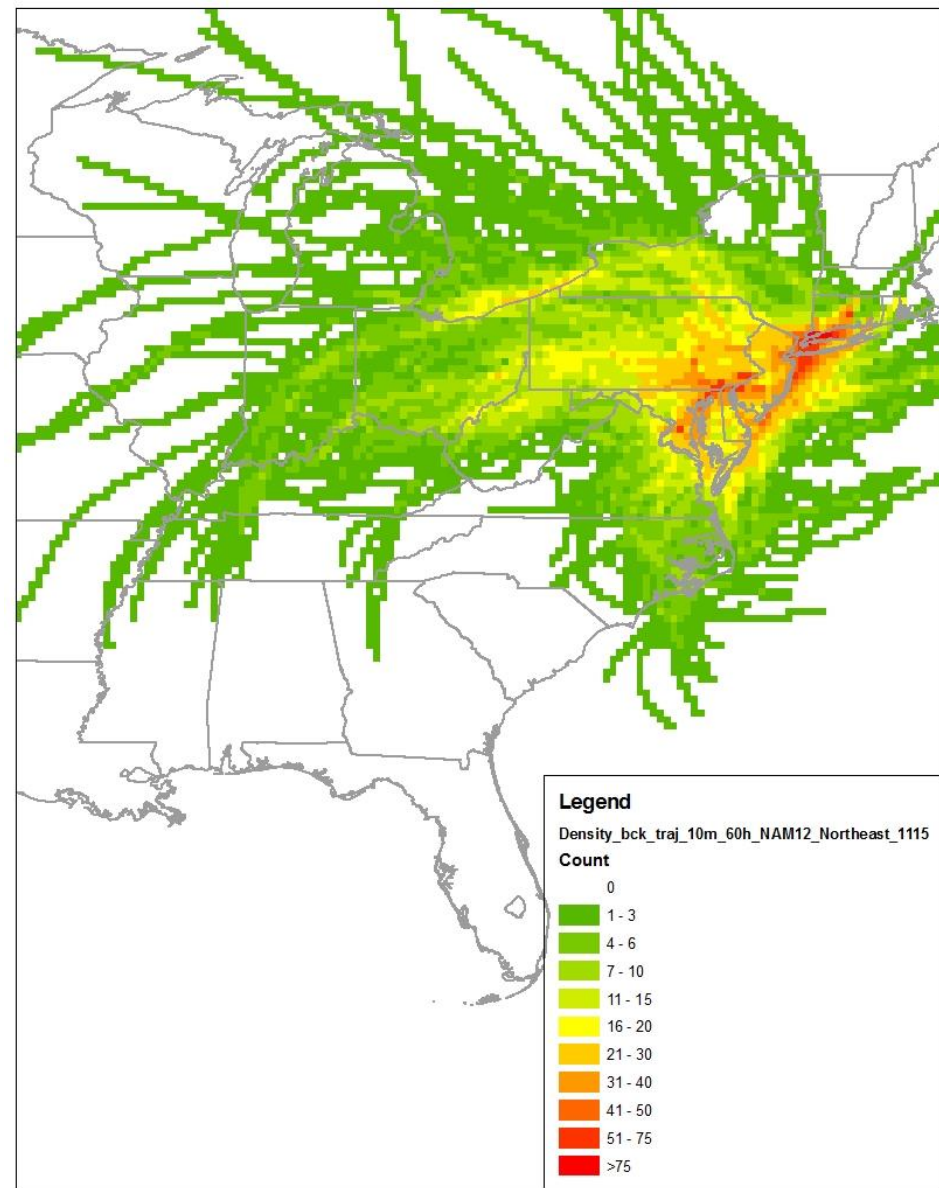 Legend
Density_bck_traj_10m_60h_NAM12_Northeast_1115
Count
0
1 - 3
4 - 6
7 - 10
11 - 15
16 - 20
21 - 30
31 - 40
41 - 50
51 - 75
>75